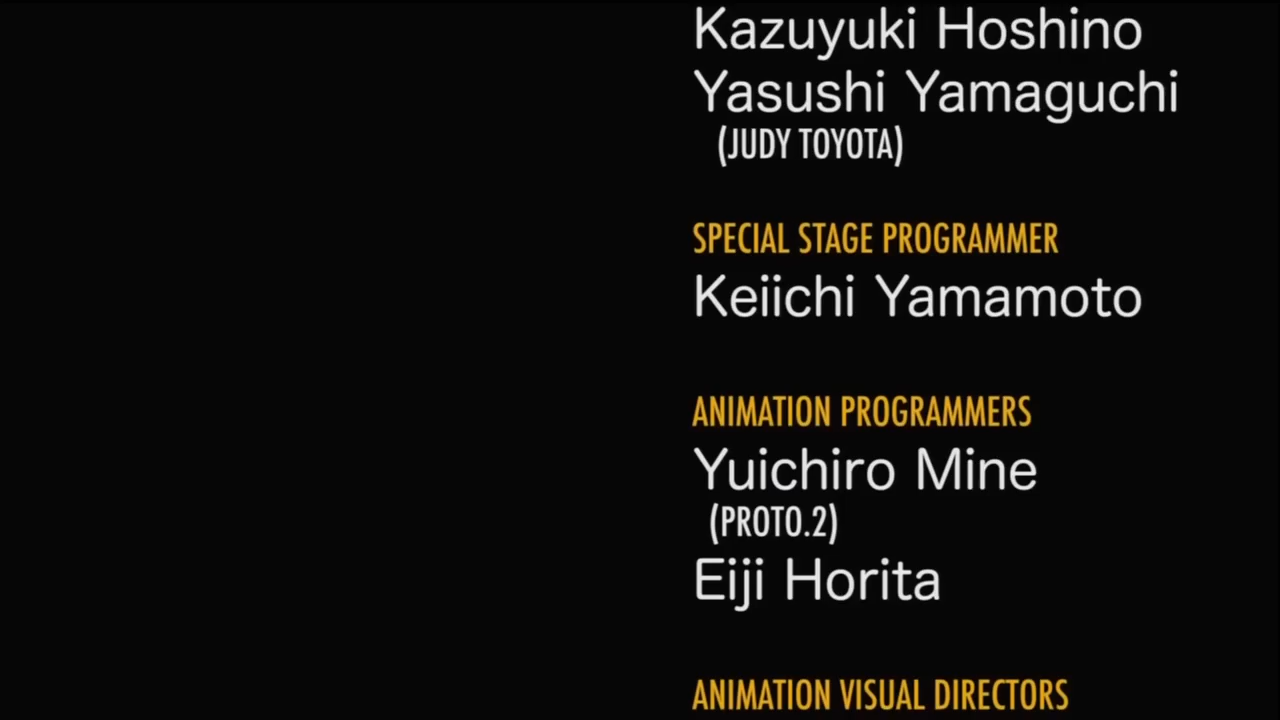 Kazuyuki Hoshino
Yasushi Yamaguchi
(JUDY TOYOTA)
SPECIAL STAGE PROGRAMMER
Keiichi Yamamoto
ANIMATION PROGRAMMERS
Yuichiro Mine
(PROTO.2)
Eiji Horita
ANIMATION VISUAL DIRECTORS